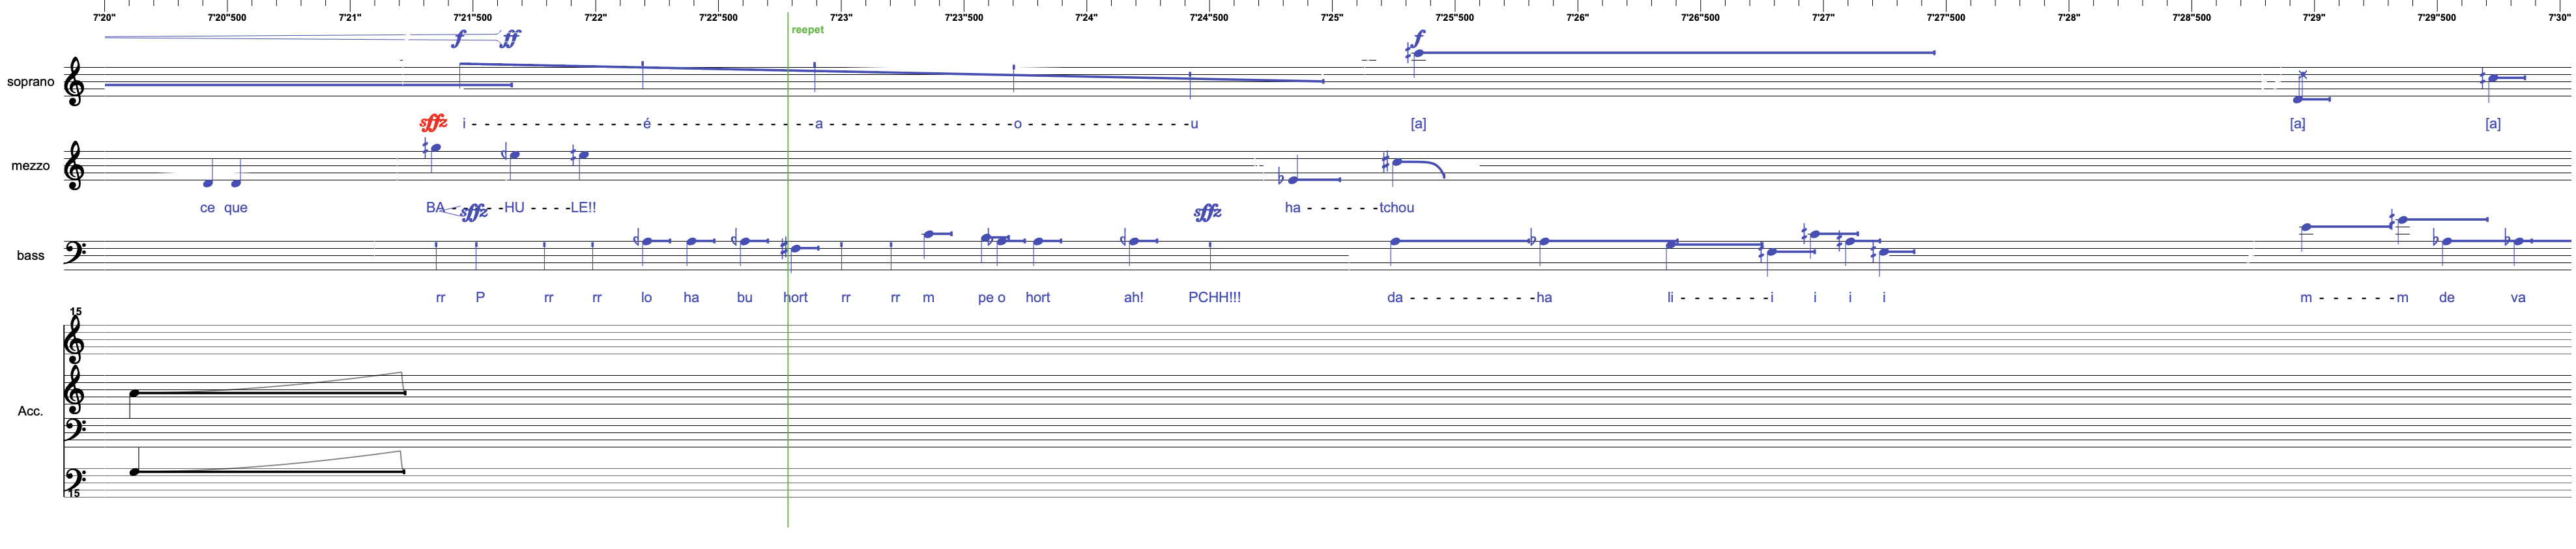 7'20" 7'20"500 7'21" 7'21"500 7'22" 7'22"500 7'23" 7'23"500 7'24" 7'24"500 7'25" 7'25"500 7'26" 7'26"500 7'27" 7'27"500 7'28" 7'28"500 7'29" 7'29"500 7'30"
reepet
f ff f
soprano
sffz i - - - - - - - - - - - - - -é- - - - - - - - - - - - - -a - - - - - - - - - - - - - - - -o - - - - - - - - - - - - - -u [a] [a] [a]
mezzo
ce que BA - - - - -HU - - - -LE!! ha - - - - - -tchou
sffz sffz
bass
rr P rr rr lo ha bu hort rr rr m pe o hort ah! PCHH!!! da - - - - - - - - - -ha li - - - - - - -i i i i m - - - - - -m de va
15
Acc.
15